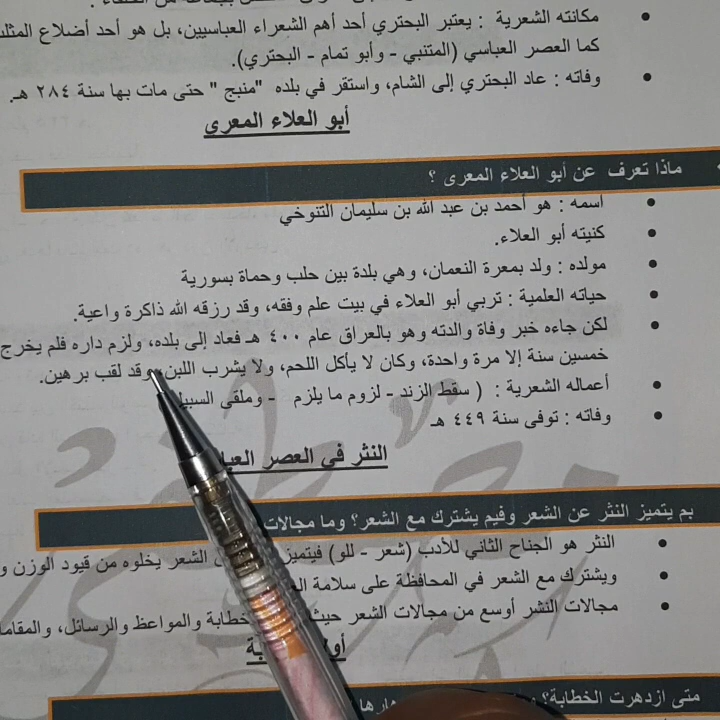 مكانته الشعرية : يعتبر البحتري أحد أهم الشعراء العباسيين، بل هو أحد أضلاع المثلث
كما العصر العباسي (المتنبي - وأبو تمام - البحتري).
وفاته : عاد البحتري إلى الشام، واستقر في بلده "منبج " حتى مات بها سنة ٢٨٤ هـ.
أبو العلاء المعرى
ماذا تعرف عن أبو العلاء المعرى ؟
اسمه : هو أحمد بن عبد الله بن سليمان التنوخي
كنيته أبو العلاء.
مولده : ولد بمعرة النعمان، وهي بلدة بين حلب وحماة بسورية
حياته العلمية : تربي أبو العلاء في بيت علم وفقه، وقد رزقه الله ذاكرة واعية.
لكن جاءه خبر وفاة والدته وهو بالعراق عام ٤٠٠ هـ فعاد إلى بلده، ولزم داره فلم يخرج
خمسين سنة إلا مرة واحدة، وكان لا يأكل اللحم، ولا يشرب اللبن، وقد لقب برهين.
أعماله الشعرية : ( سقط الزند - لزوم ما يلزم - وملقى السبيل
وفاته : توفى سنة ٤٤٩ هـ
النثر في العصر
بم يتميز النثر عن الشعر وفيم يشترك مع الشعر؟ وما مجالات
النثر هو الجناح الثاني للأدب (شعر - للو) فيتميز الشعر يخلوه من قيود الوزن و
ويشترك مع الشعر في المحافظة على سلامة
مجالات النشر أوسع من مجالات الشعر حيث خطابة والمواعظ والرسائل، والمقاما
متى ازدهرت الخطابة؟